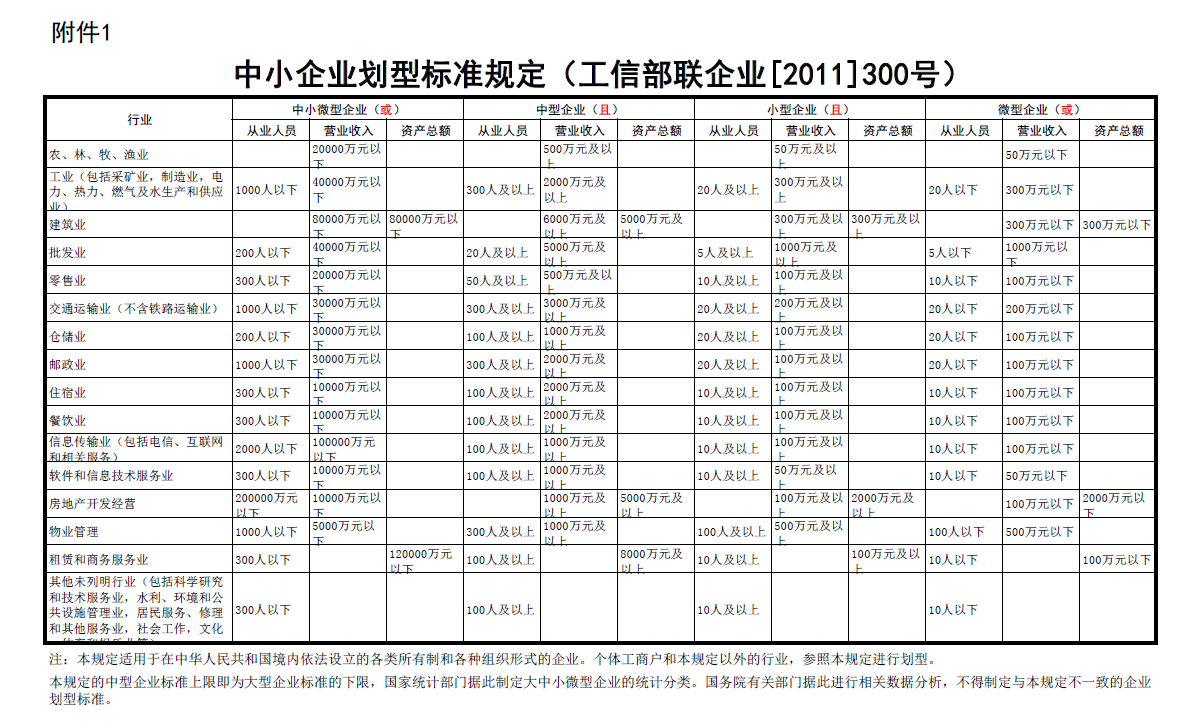 附件1
中小企业划型标准规定（工信部联企业[2011]300号）
行业 中小微型企业（或） 中型企业（且） 小型企业（且） 微型企业（或）
从业人员 营业收入 资产总额 从业人员 营业收入 资产总额 从业人员 营业收入 资产总额 从业人员 营业收入 资产总额
农、林、牧、渔业 20000万元以下 500万元及以上 50万元及以上 50万元以下
工业（包括采矿业，制造业，电力、热力、燃气及水生产和供应业） 1000人以下 40000万元以下 300人及以上 2000万元及以上 20人及以上 300万元及以上 20人以下 300万元以下
建筑业 80000万元以下 80000万元以下 6000万元及以上 5000万元及以上 300万元及以上 300万元及以上 300万元以下 300万元以下
批发业 200人以下 40000万元以下 20人及以上 5000万元及以上 5人及以上 1000万元及以上 5人以下 1000万元以下
零售业 300人以下 20000万元以下 50人及以上 500万元及以上 10人及以上 100万元及以上 10人以下 100万元以下
交通运输业（不含铁路运输业） 1000人以下 30000万元以下 300人及以上 3000万元及以上 20人及以上 200万元及以上 20人以下 200万元以下
仓储业 200人以下 30000万元以下 100人及以上 1000万元及以上 20人及以上 100万元及以上 20人以下 100万元以下
邮政业 1000人以下 30000万元以下 300人及以上 2000万元及以上 20人及以上 100万元及以上 20人以下 100万元以下
住宿业 300人以下 10000万元以下 100人及以上 2000万元及以上 10人及以上 100万元及以上 10人以下 100万元以下
餐饮业 300人以下 10000万元以下 100人及以上 2000万元及以上 10人及以上 100万元及以上 10人以下 100万元以下
信息传输业（包括电信、互联网和相关服务） 2000人以下 100000万元以下 100人及以上 1000万元及以上 10人及以上 100万元及以上 10人以下 100万元以下
软件和信息技术服务业 300人以下 10000万元以下 100人及以上 1000万元及以上 10人及以上 50万元及以上 10人以下 50万元以下
房地产开发经营 200000万元以下 10000万元以下 1000万元及以上 5000万元及以上 100万元及以上 2000万元及以上 100万元以下 2000万元以下
物业管理 1000人以下 5000万元以下 300人及以上 1000万元及以上 100人及以上 500万元及以上 100人以下 500万元以下
租赁和商务服务业 300人以下 120000万元以下 100人及以上 8000万元及以上 10人及以上 100万元及以上 10人以下 100万元以下
其他未列明行业（包括科学研究和技术服务业，水利、环境和公共设施管理业，居民服务、修理和其他服务业，社会工作，文化、体育和娱乐业等） 300人以下 100人及以上 10人及以上 10人以下
注：本规定适用于在中华人民共和国境内依法设立的各类所有制和各种组织形式的企业。个体工商户和本规定以外的行业，参照本规定进行划型。
本规定的中型企业标准上限即为大型企业标准的下限，国家统计部门据此制定大中小微型企业的统计分类。国务院有关部门据此进行相关数据分析，不得制定与本规定不一致的企业
划型标准。